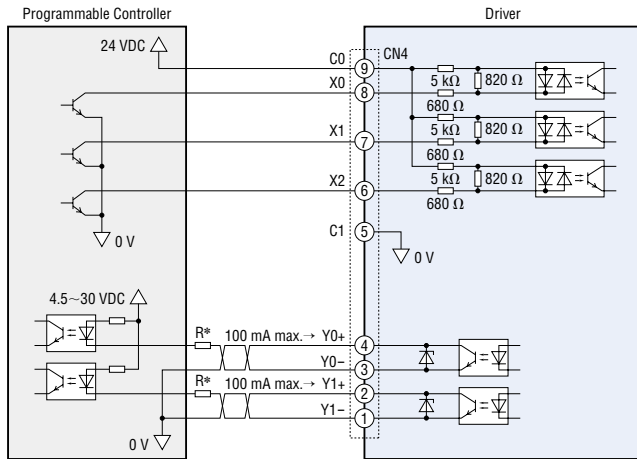 Programmable Controller
Driver
24 VDC
C0
9
CN4
X0
8
5 kΩ
820 Ω
680 Ω
X1
7
5 kΩ
820 Ω
680 Ω
X2
6
5 kΩ
820 Ω
680 Ω
C1
5
0 V
0 V
4.5~30 VDC
R*
100 mA max.→
Y0+
4
Y0−
3
R*
100 mA max.→
Y1+
2
Y1−
1
0 V